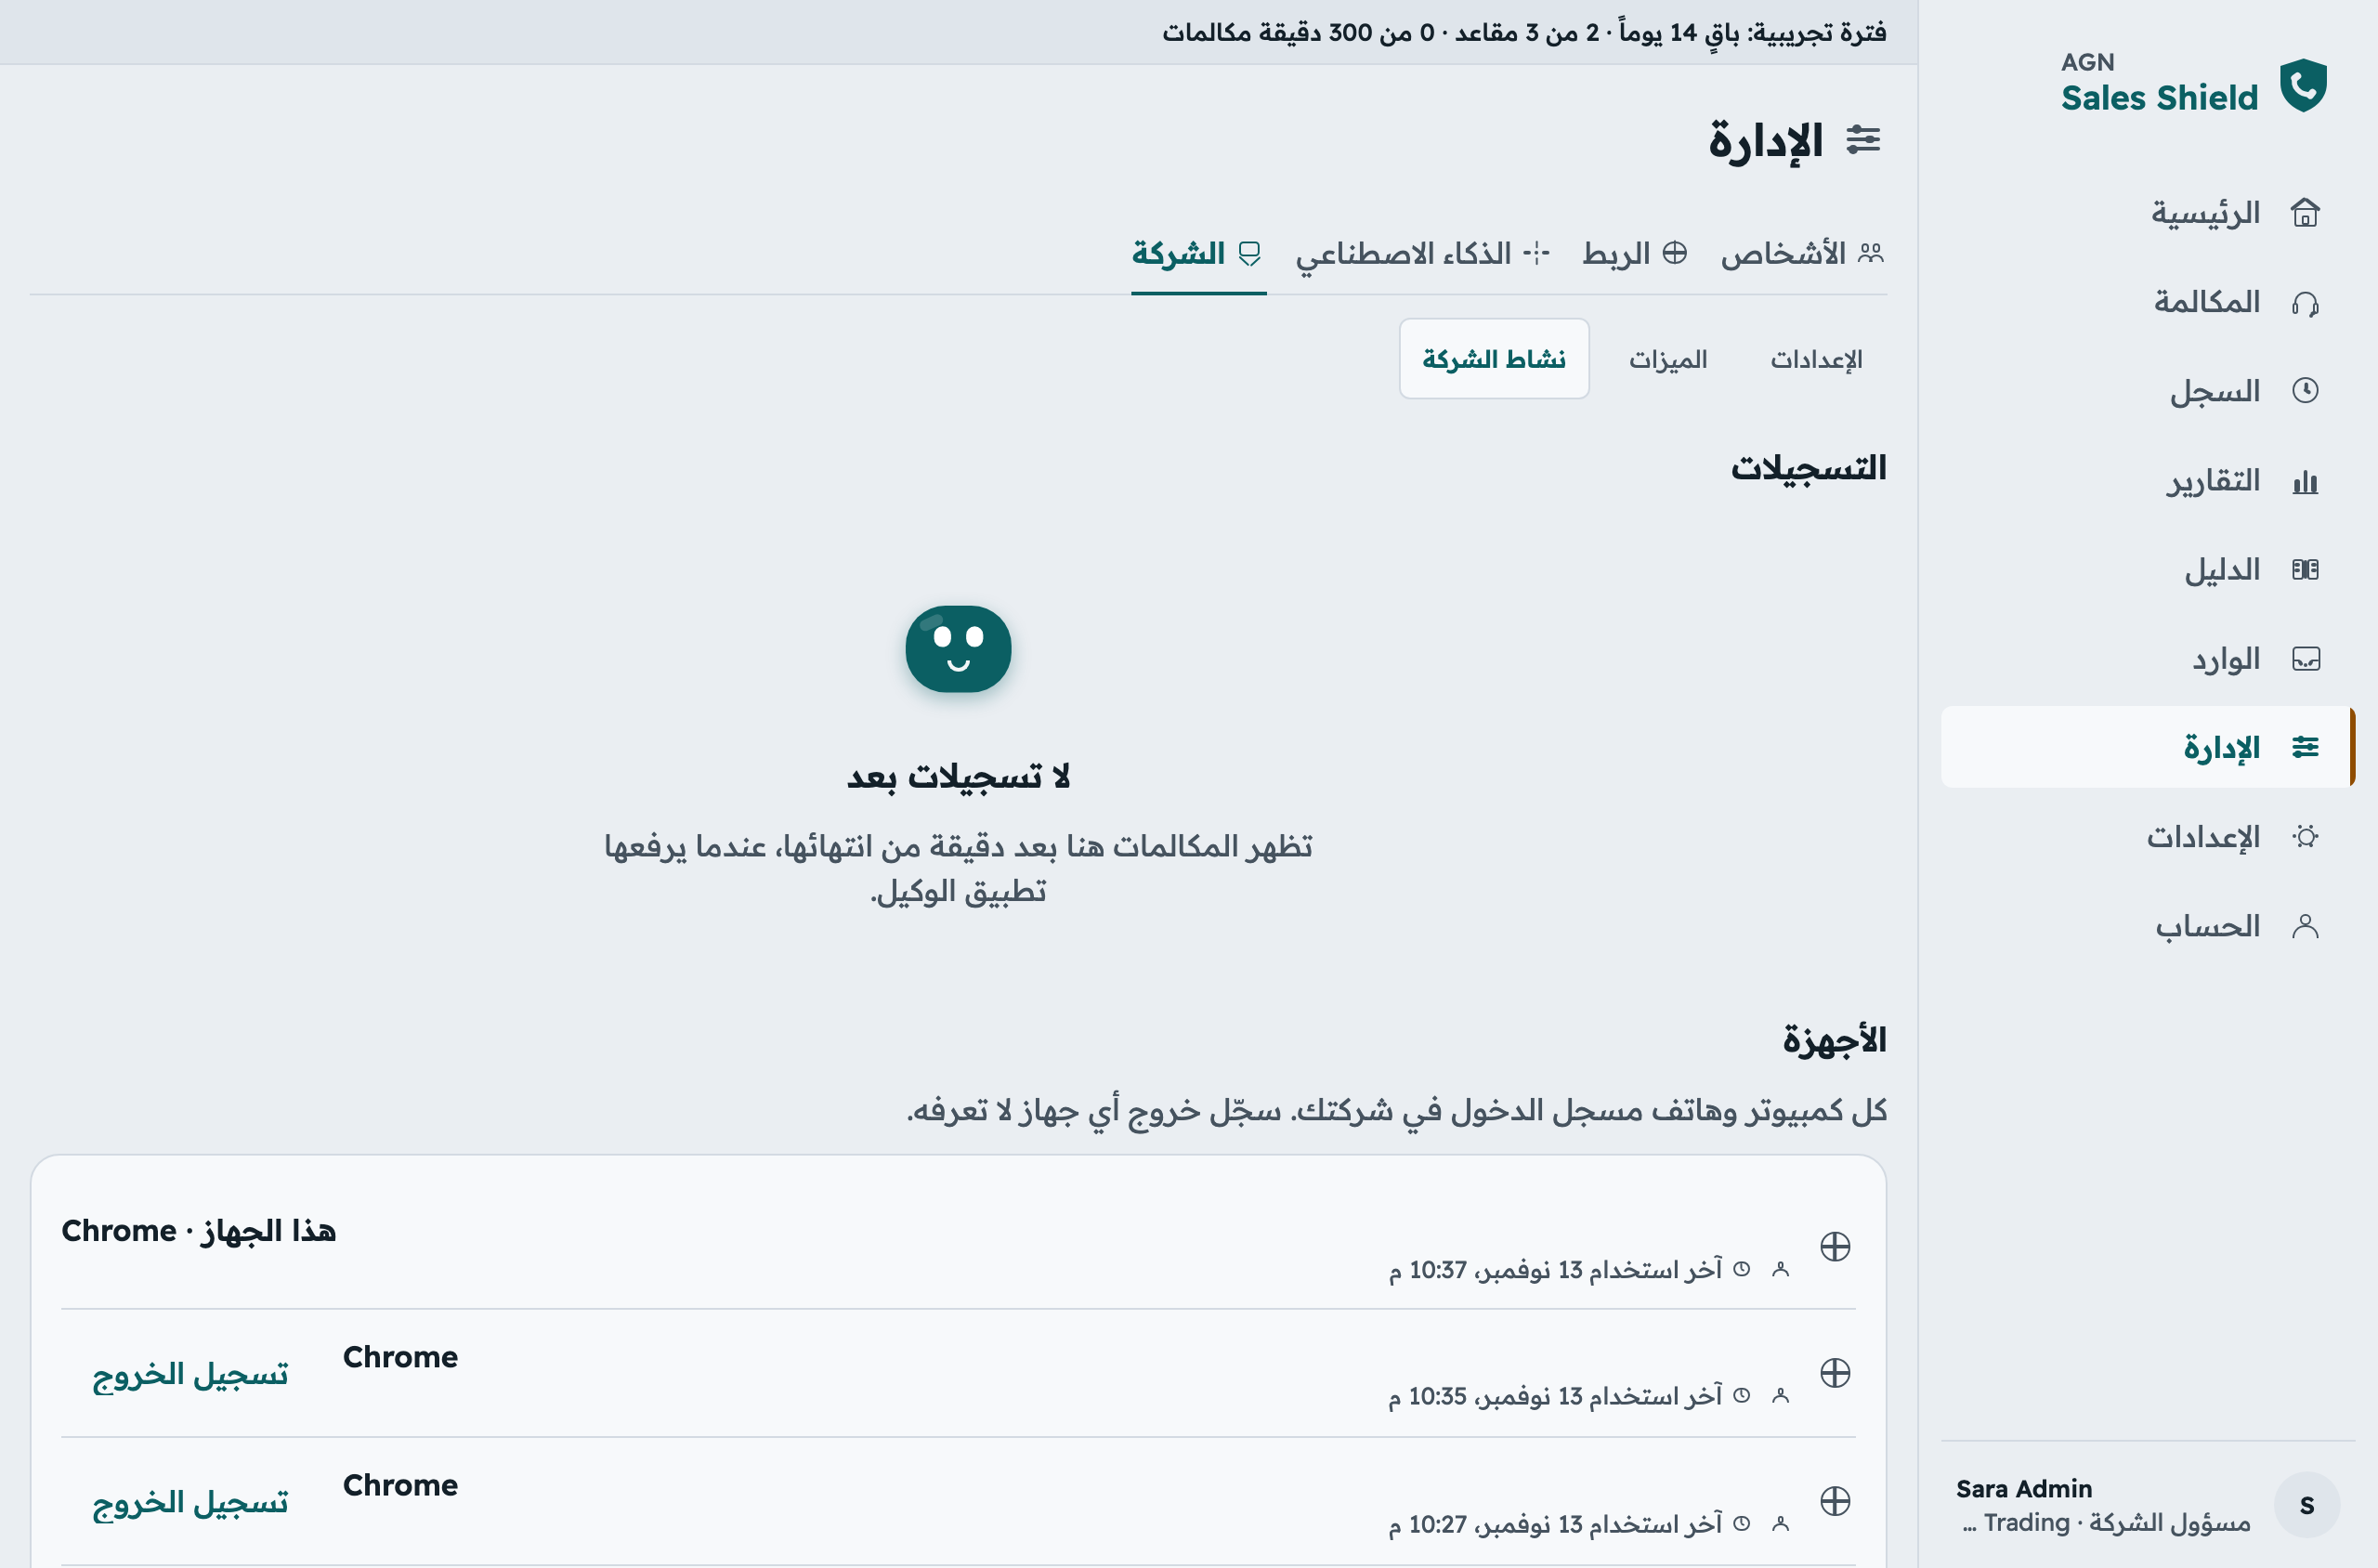 فترة تجريبية: باقٍ 14 يوماً · 2 من 3 مقاعد · 0 من 300 دقيقة مكالمات
AGN
Sales Shield
الرئيسية
المكالمة
السجل
التقارير
الدليل
الوارد
الإدارة
الإعدادات
الحساب
Sara Admin
مسؤول الشركة · Trading ...
S
الإدارة
الأشخاص
الربط
الذكاء الاصطناعي
الشركة
الإعدادات
الميزات
نشاط الشركة
التسجيلات
لا تسجيلات بعد
تظهر المكالمات هنا بعد دقيقة من انتهائها، عندما يرفعها
تطبيق الوكيل.
الأجهزة
كل كمبيوتر وهاتف مسجل الدخول في شركتك. سجّل خروج أي جهاز لا تعرفه.
Chrome · هذا الجهاز
آخر استخدام 13 نوفمبر، 10:37 م
Chrome
آخر استخدام 13 نوفمبر، 10:35 م
تسجيل الخروج
Chrome
آخر استخدام 13 نوفمبر، 10:27 م
تسجيل الخروج